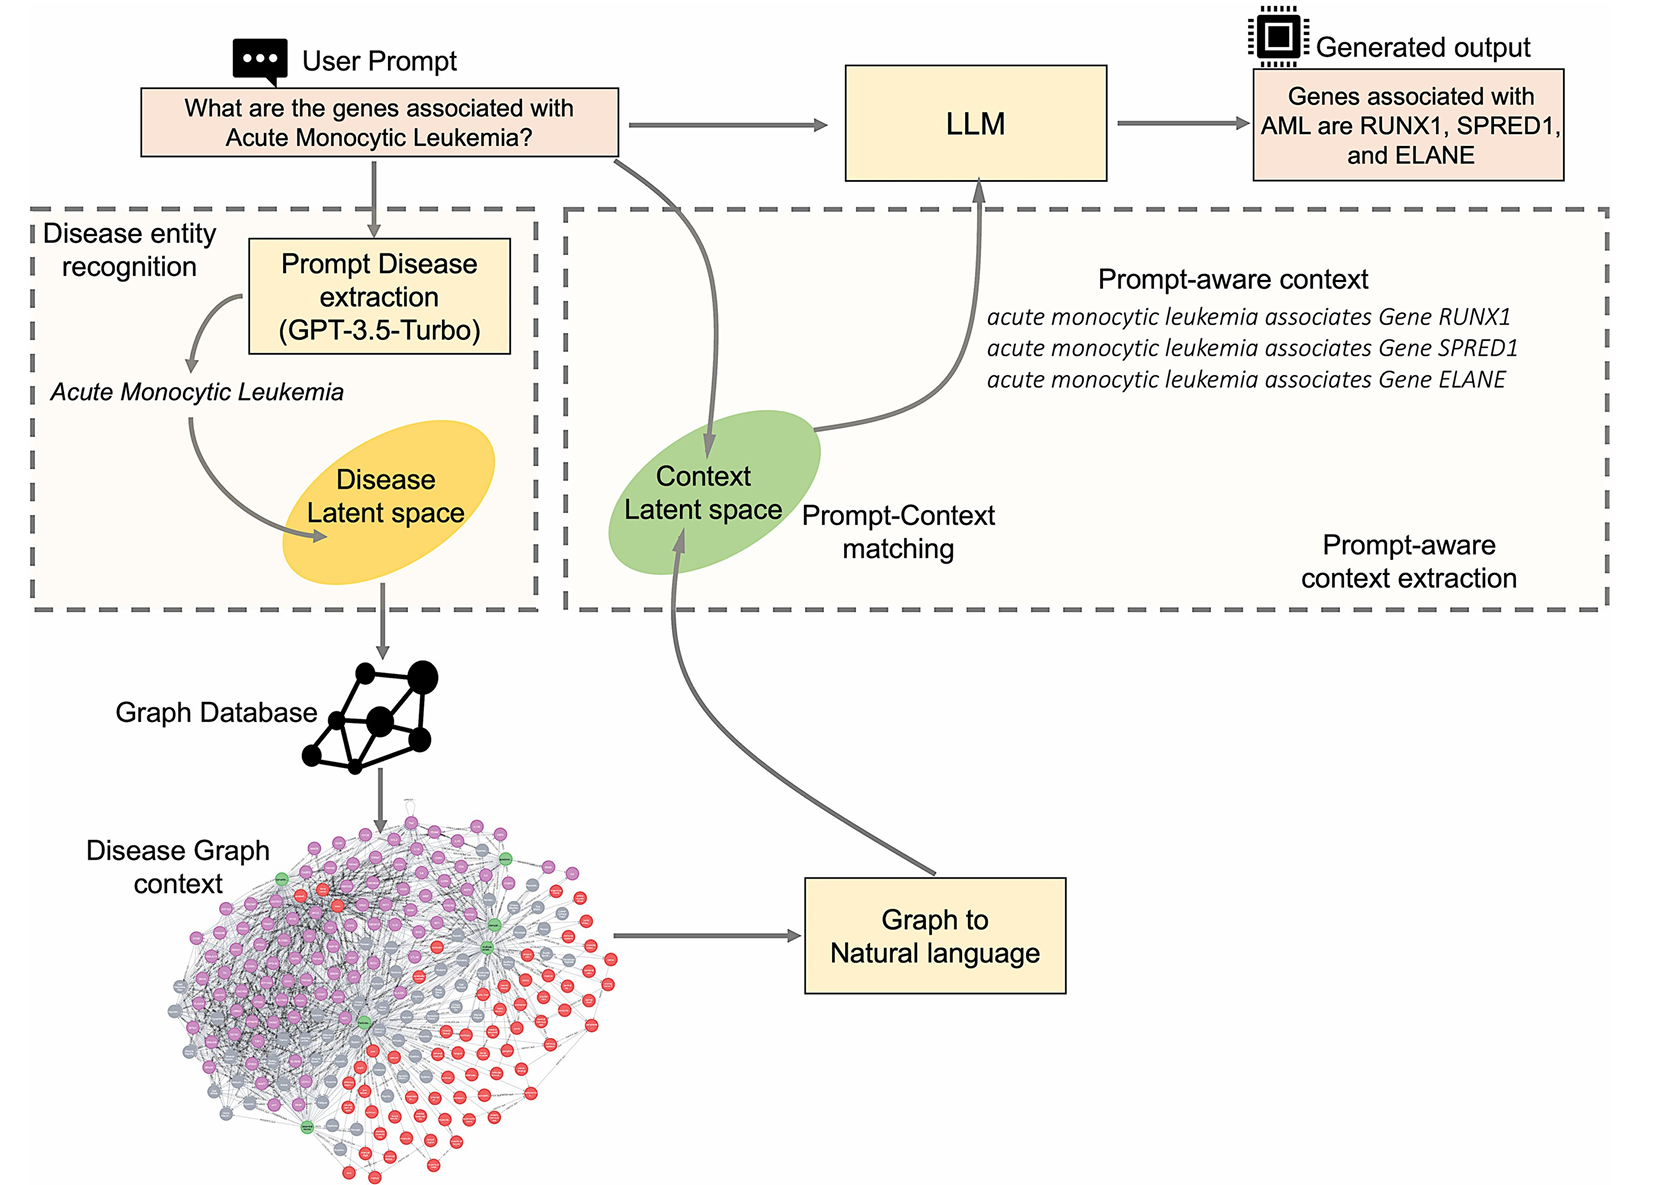 User Prompt
What are the genes associated with
Acute Monocytic Leukemia?
LLM
Generated output
Genes associated with
AML are RUNX1, SPRED1,
and ELANE
Disease entity
recognition
Prompt Disease
extraction
(GPT-3.5-Turbo)
Acute Monocytic Leukemia
Disease
Latent space
Prompt-aware context
acute monocytic leukemia associates Gene RUNX1
acute monocytic leukemia associates Gene SPRED1
acute monocytic leukemia associates Gene ELANE
Context
Latent space
Prompt-Context
matching
Prompt-aware
context extraction
Graph Database
Disease Graph
context
Graph to
Natural language